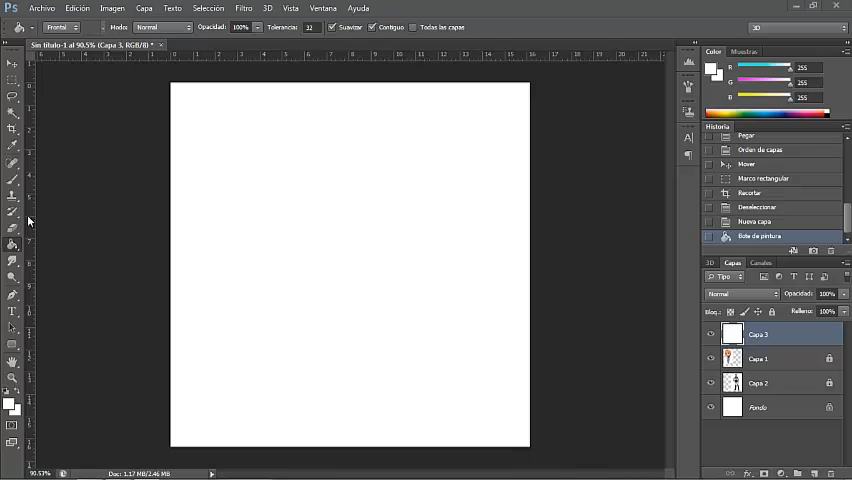 Ps Archivo Edición Imagen Capa Texto Selección Filtro 3D Vista Ventana Ayuda
Frontal Modo: Normal Opacidad: 100% Tolerancia: 32 Suavizar Contiguo Todas las capas 3D
Sin título-1 al 90.5% (Capa 3, RGB/8) *
Color Muestras
R 255
G 255
B 255
Historia
Pegar
Orden de capas
Mover
Marco rectangular
Recortar
Deseleccionar
Nueva capa
Bote de pintura
3D Capas Canales
Tipo
Normal Opacidad: 100%
Bloq.: Relleno: 100%
Capa 3
Capa 1
Capa 2
Fondo
90.53% Doc: 1.17 MB/2.46 MB